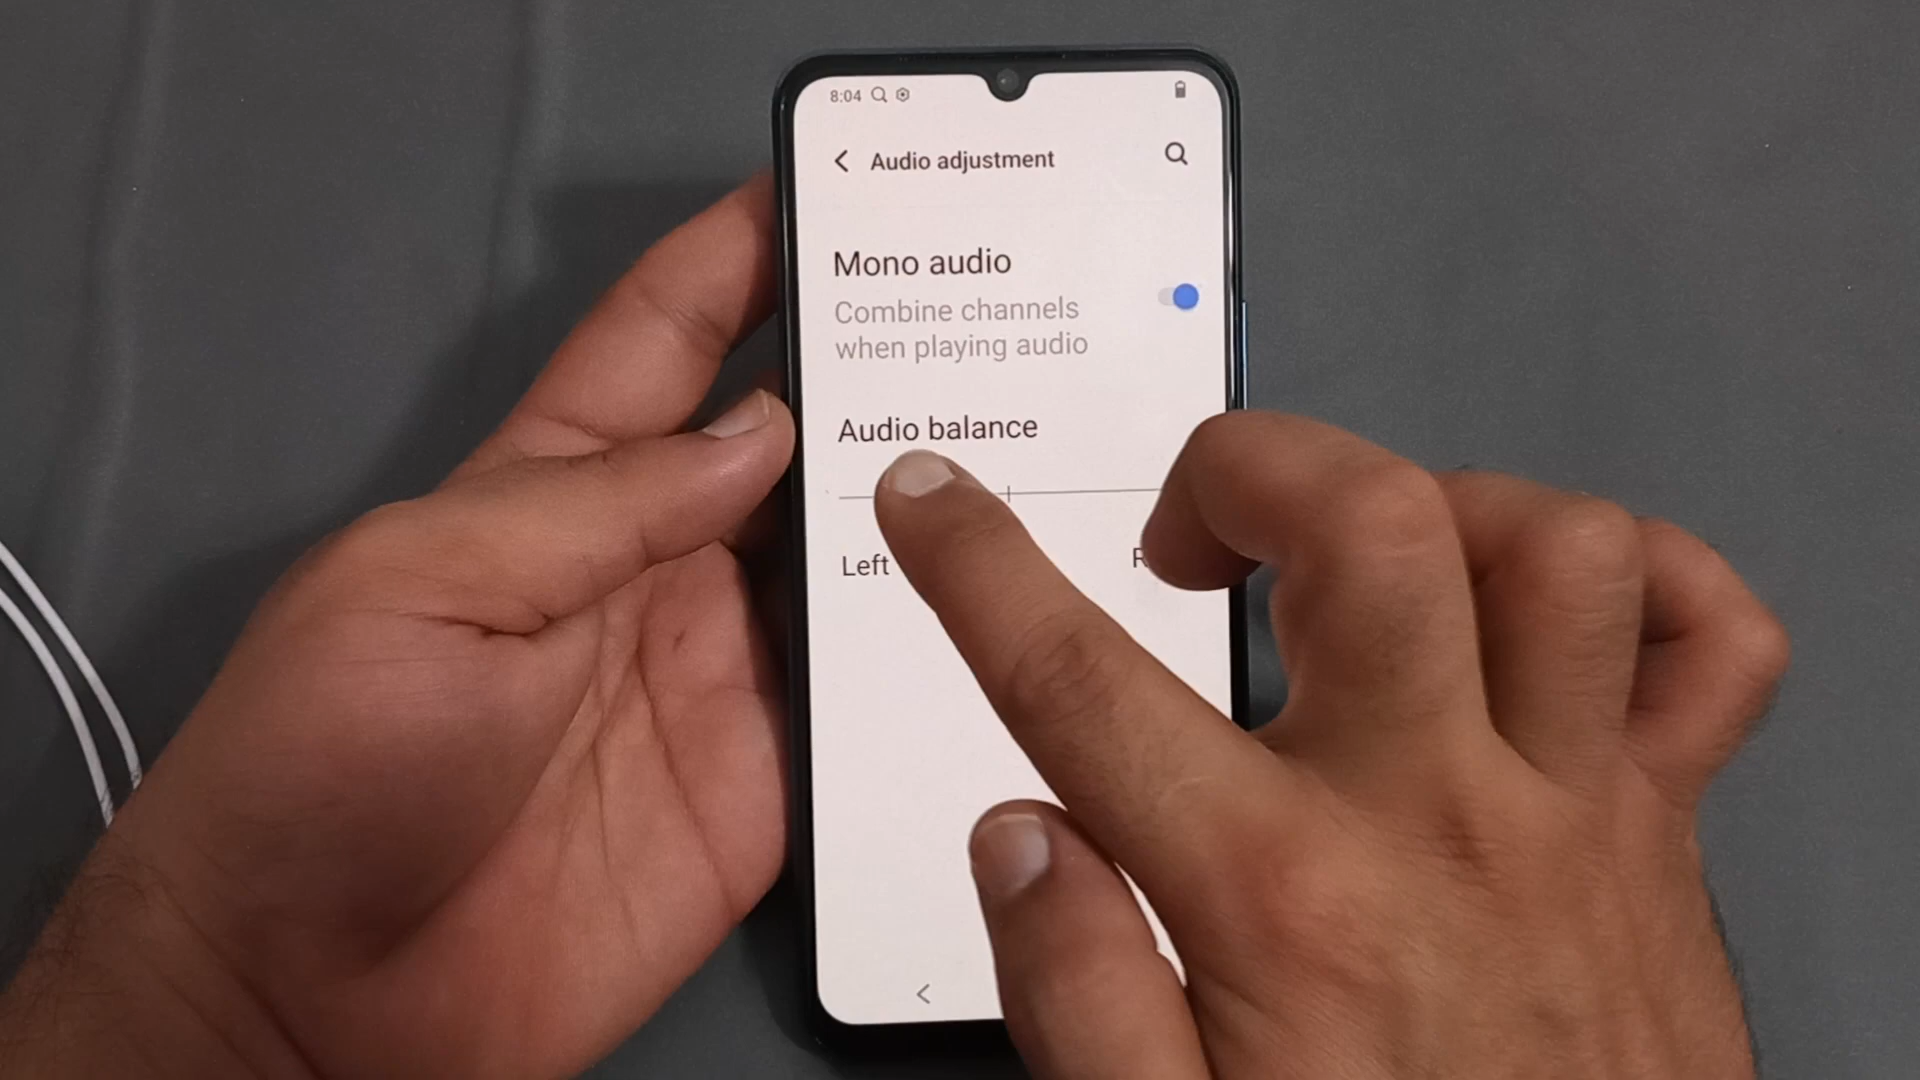 8:04
Audio adjustment
Mono audio
Combine channels
when playing audio
Audio balance
Left